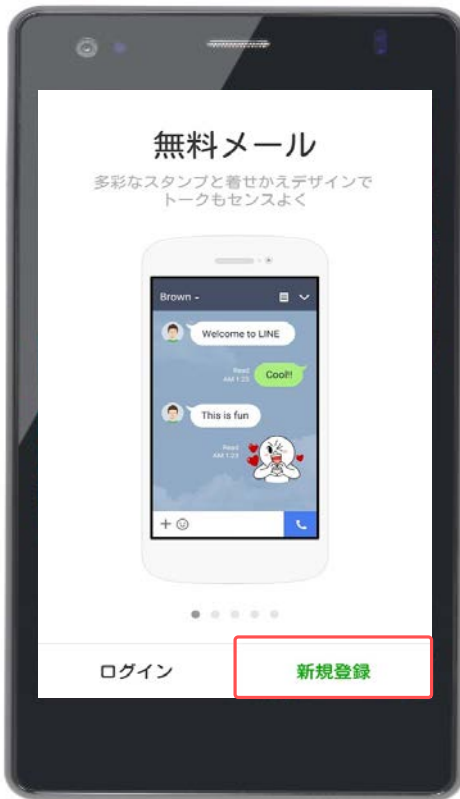 無料メール
多彩なスタンプと着せかえデザインで
トークもセンスよく
Brown
Welcome to LINE
Read
AM 1:25
Cool!!
This is fun
Read
AM 1:29
ログイン
新規登録